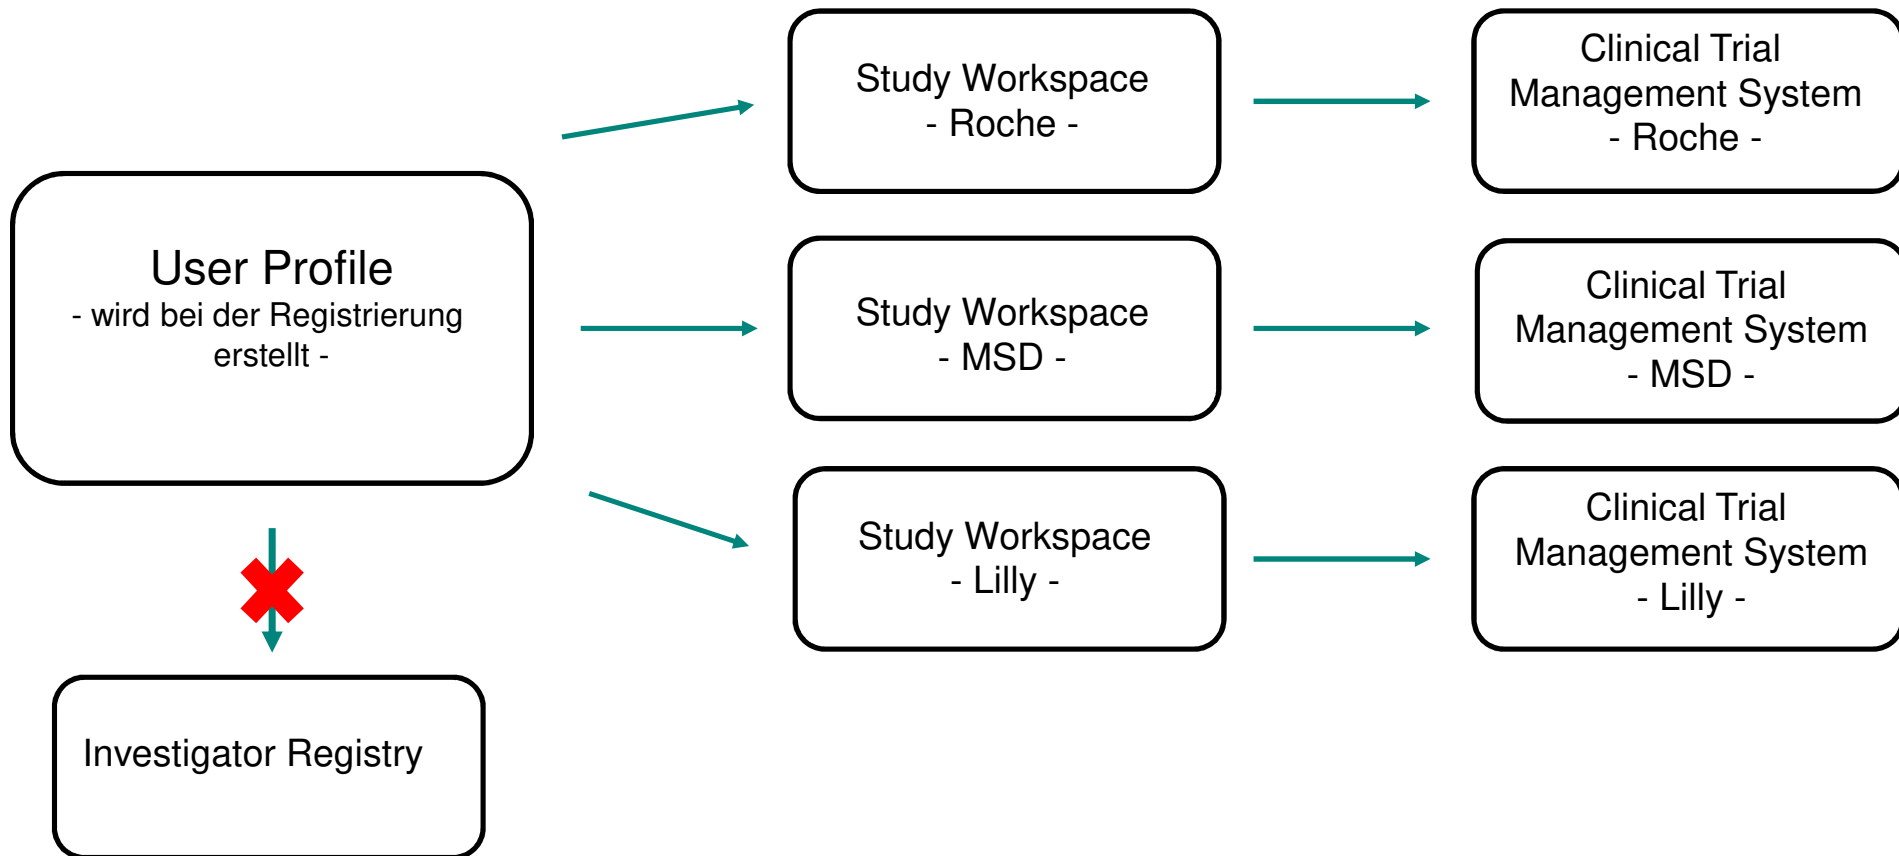 User Profile
- wird bei der Registrierung
erstellt -
Investigator Registry
Study Workspace
- Roche -
Study Workspace
- MSD -
Study Workspace
- Lilly -
Clinical Trial
Management System
- Roche -
Clinical Trial
Management System
- MSD -
Clinical Trial
Management System
- Lilly -